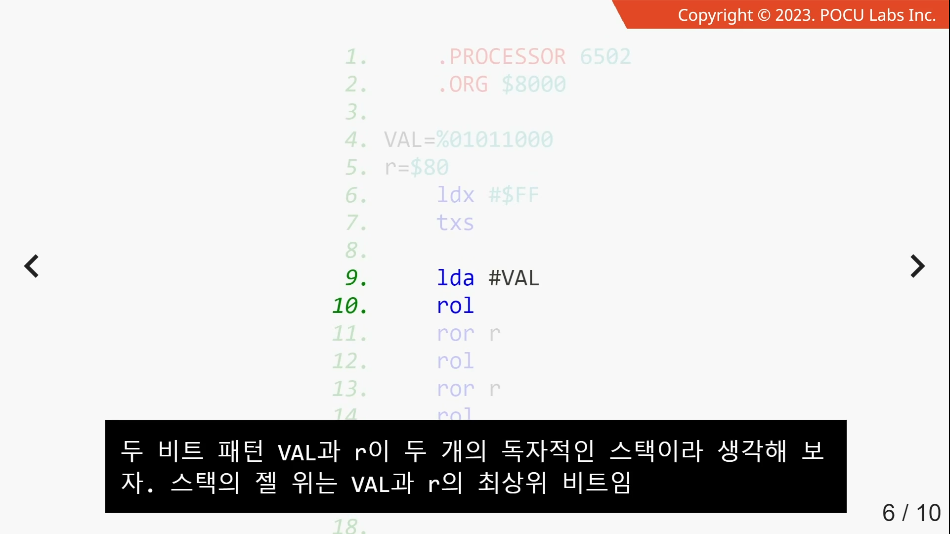 Copyright © 2023. POCU Labs Inc.
1. .PROCESSOR 6502
2. .ORG $8000
3.
4. VAL=%01011000
5. r=$80
6. ldx #$FF
7. txs
8.
9. lda #VAL
10. rol
11. ror r
12. rol
13. ror r
14. rol
두 비트 패턴 VAL과 r이 두 개의 독자적인 스택이라 생각해 보
자. 스택의 젤 위는 VAL과 r의 최상위 비트임
18.
6 / 10